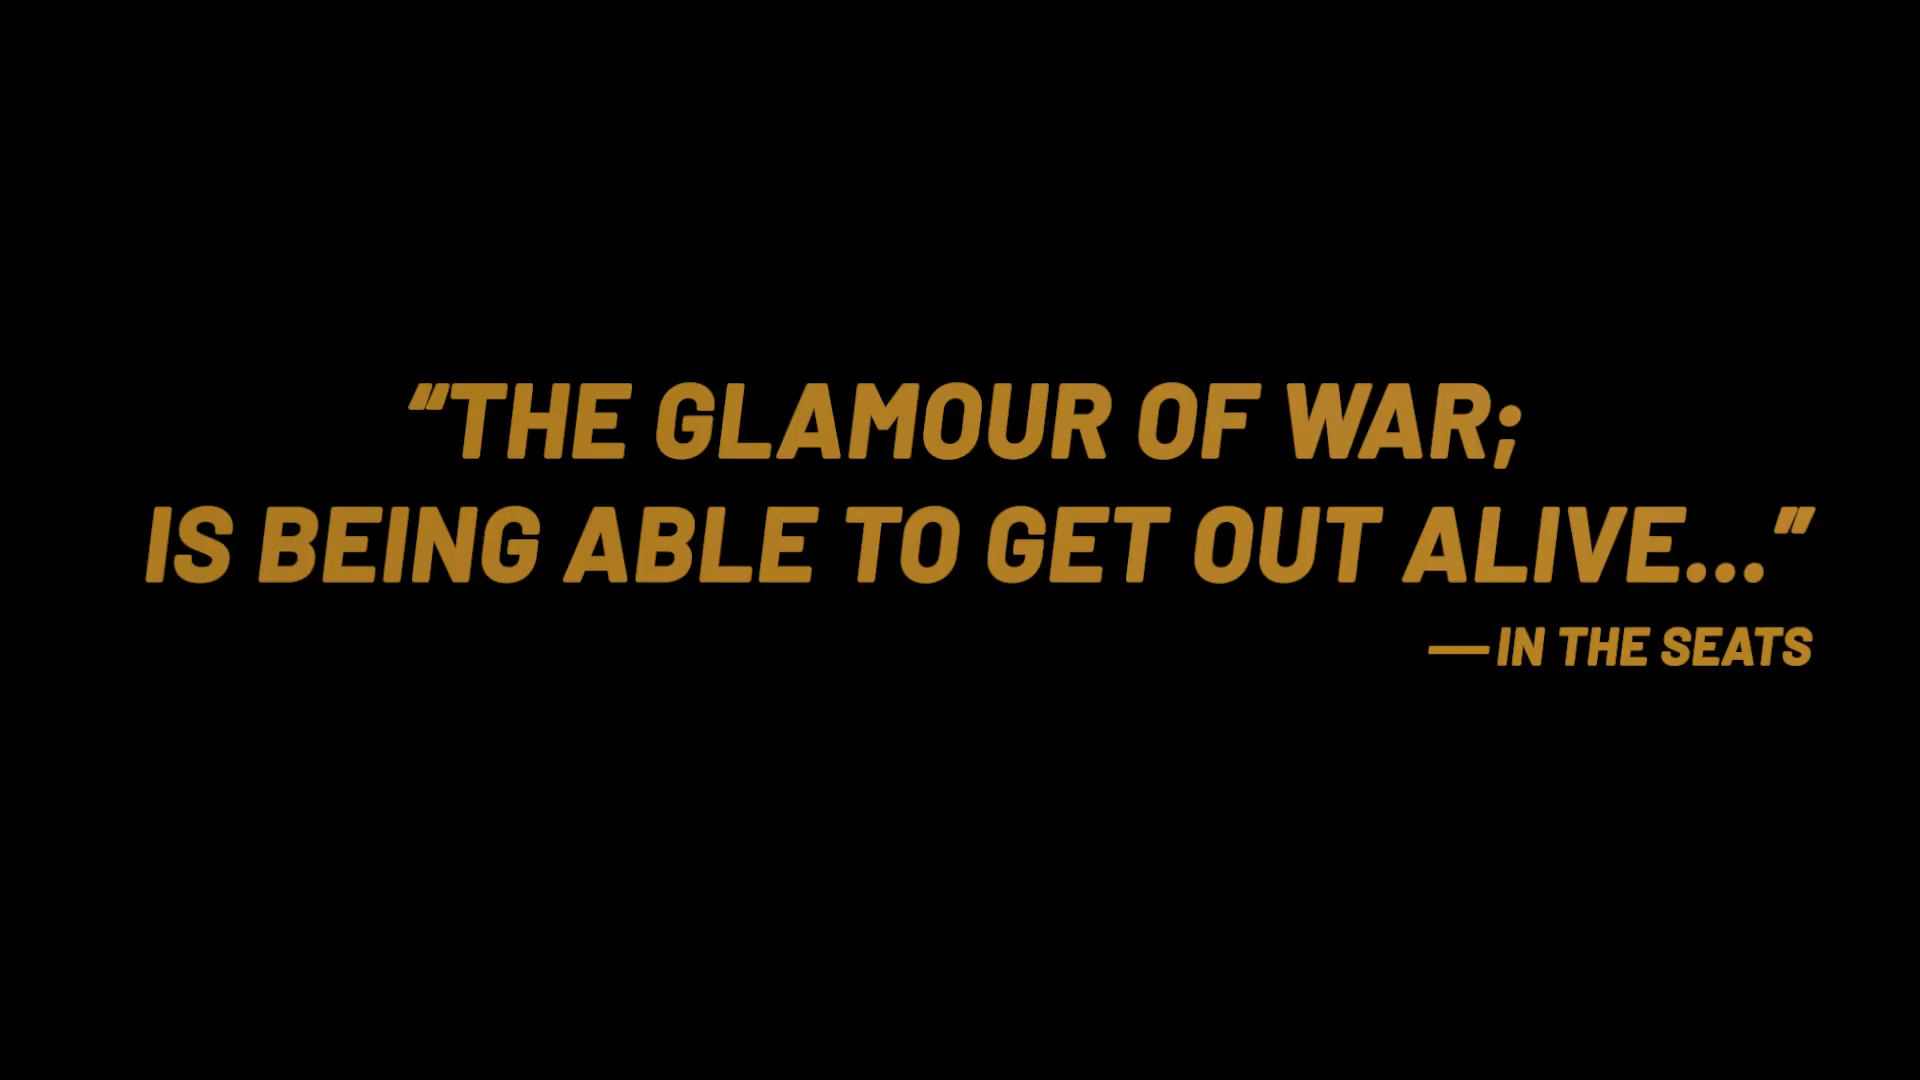 “THE GLAMOUR OF WAR;
IS BEING ABLE TO GET OUT ALIVE...”
—IN THE SEATS